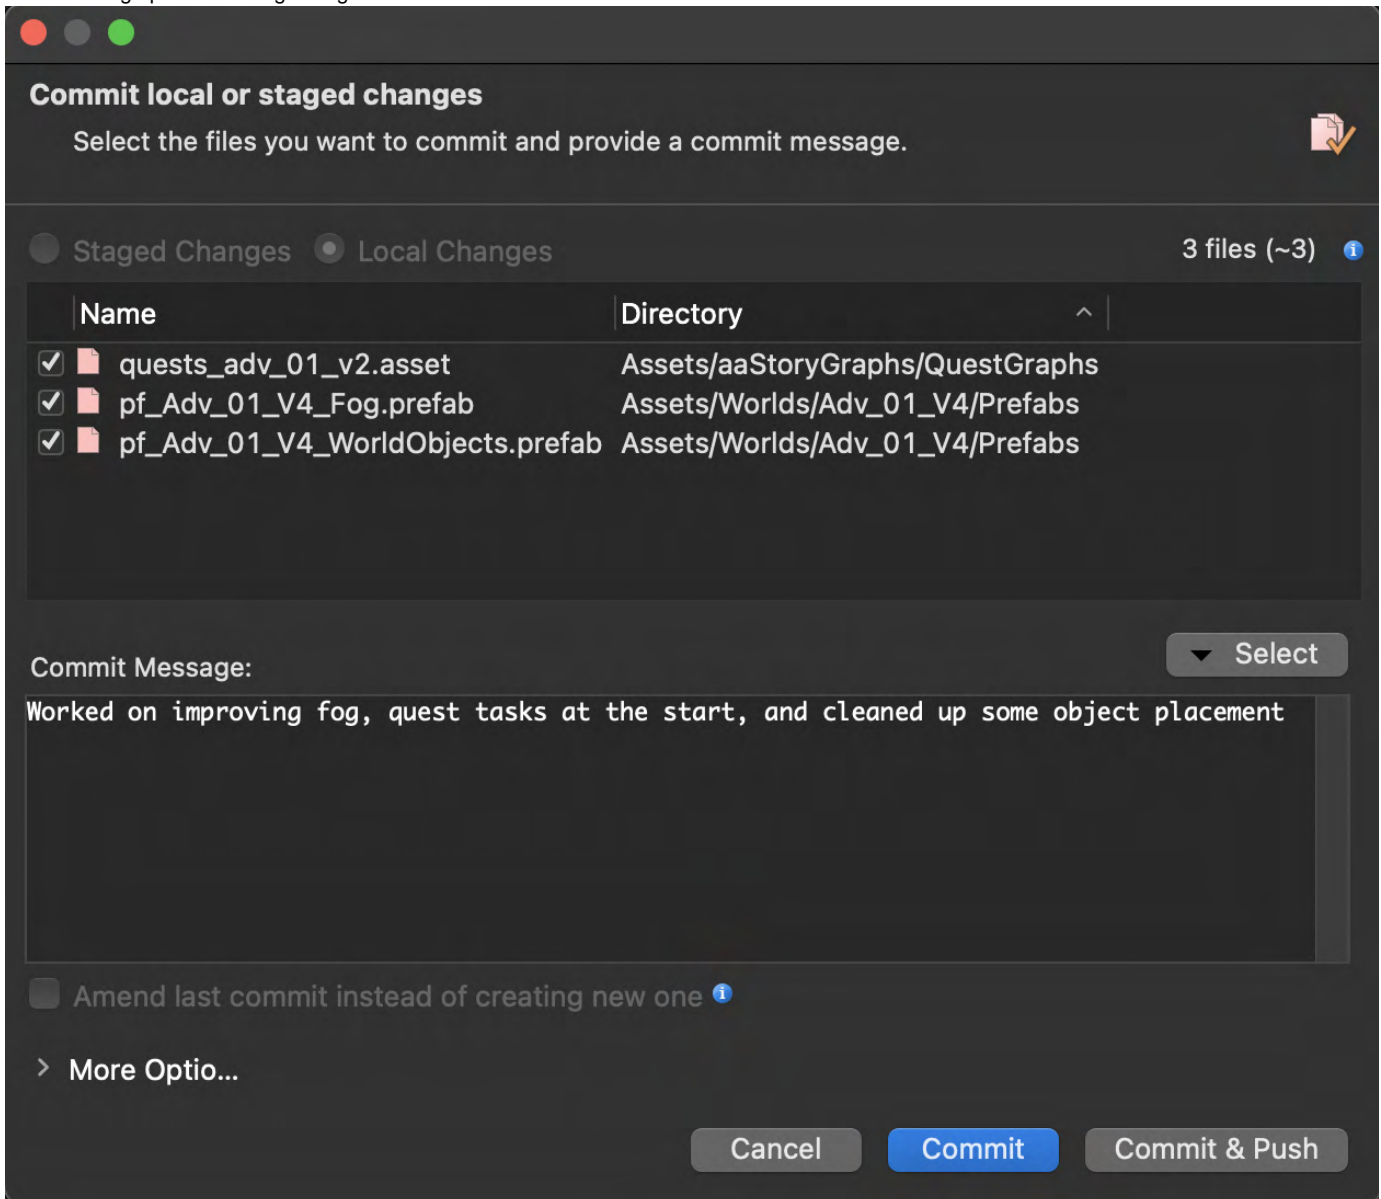 Commit local or staged changes
Select the files you want to commit and provide a commit message.
Staged Changes Local Changes 3 files (~3)
Name Directory
quests_adv_01_v2.asset Assets/aaStoryGraphs/QuestGraphs
pf_Adv_01_V4_Fog.prefab Assets/Worlds/Adv_01_V4/Prefabs
pf_Adv_01_V4_WorldObjects.prefab Assets/Worlds/Adv_01_V4/Prefabs
Select
Commit Message:
Worked on improving fog, quest tasks at the start, and cleaned up some object placement
Amend last commit instead of creating new one
More Optio...
Cancel Commit Commit & Push